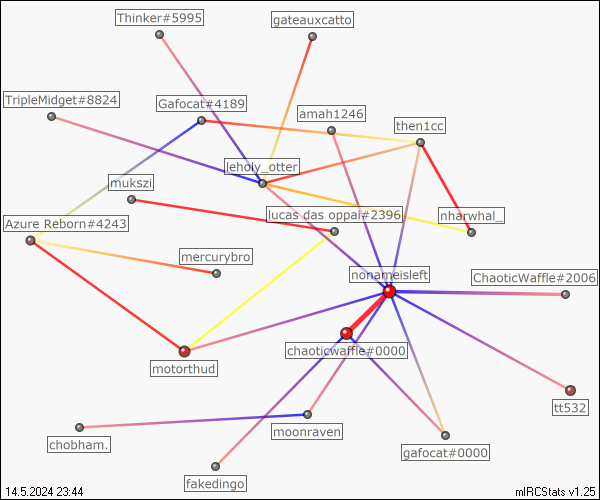 Thinker#5995
gateauxcatto
TripleMidget#8824
Gafocat#4189
amah1246
then1cc
leholy_otter
mukszi
lucas das oppai#2396
nharwhal_
Azure Reborn#4243
mercurybro
nonameisleft
ChaoticWaffle#2006
chaoticwaffle#0000
motorthud
tt532
moonraven
chobham.
gafocat#0000
fakedingo
14.5.2024 23:44
mIRCStats v1.25